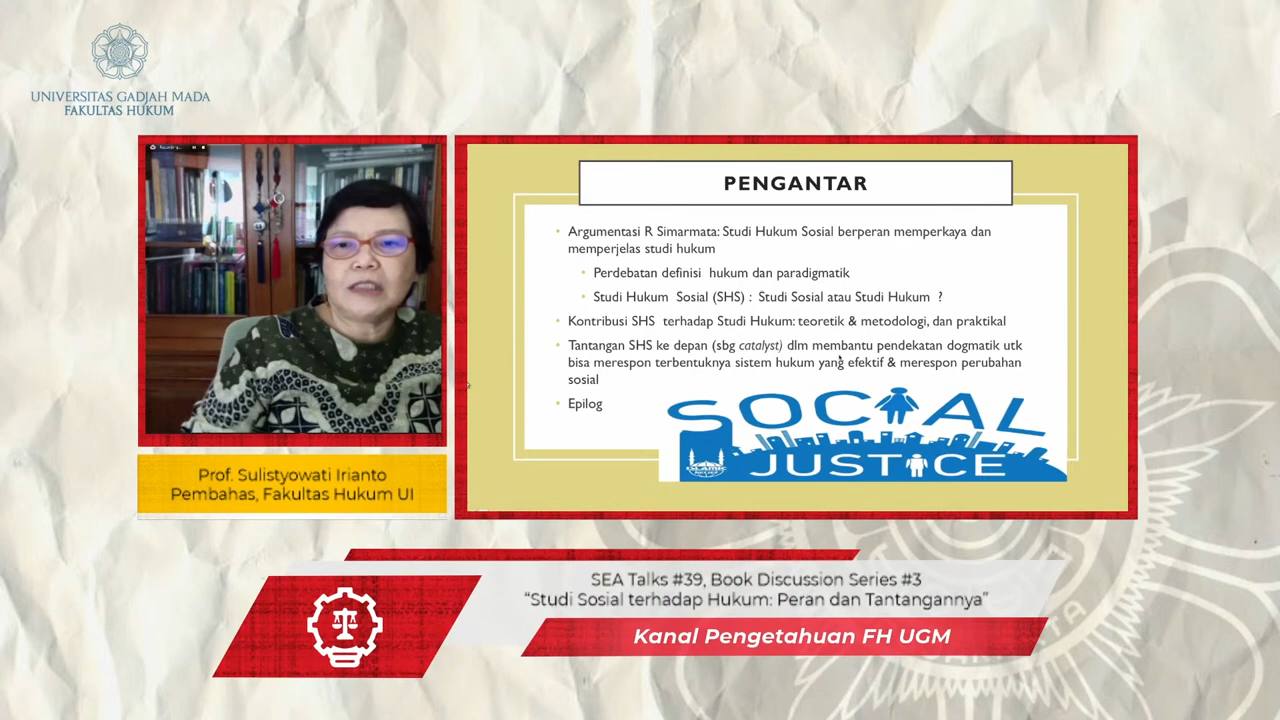 UNIVERSITAS GADJAH MADA
FAKULTAS HUKUM
Prof. Sulistyowati Irianto
Pembahas, Fakultas Hukum UI
PENGANTAR
• Argumentasi R Simarmata: Studi Hukum Sosial berperan memperkaya dan
memperjelas studi hukum
• Perdebatan definisi hukum dan paradigmatik
• Studi Hukum Sosial (SHS) : Studi Sosial atau Studi Hukum ?
• Kontribusi SHS terhadap Studi Hukum: teoretik & metodologi, dan praktikal
• Tantangan SHS ke depan (sbg catalyst) dlm membantu pendekatan dogmatik utk
bisa merespon terbentuknya sistem hukum yang efektif & merespon perubahan
sosial
• Epilog
SOCIAL
JUSTICE
SEA Talks #39, Book Discussion Series #3
“Studi Sosial terhadap Hukum: Peran dan Tantangannya”
Kanal Pengetahuan FH UGM